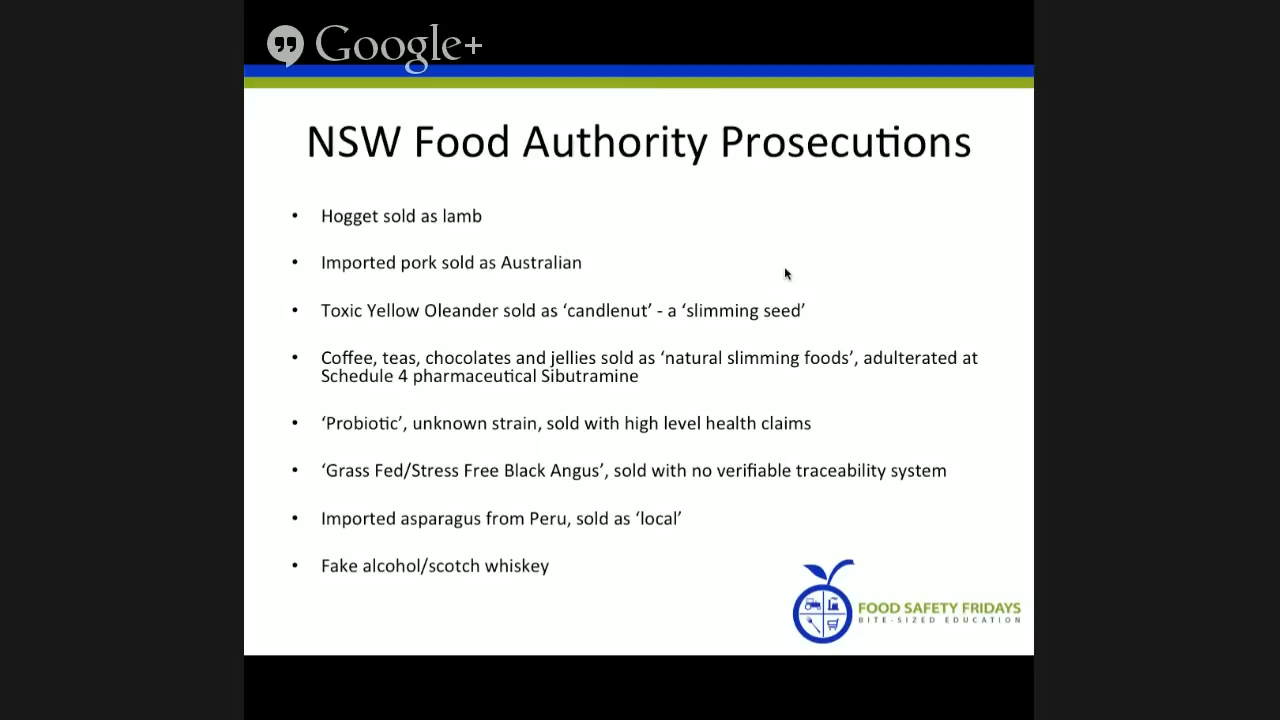 Google+
NSW Food Authority Prosecutions
• Hogget sold as lamb
• Imported pork sold as Australian
• Toxic Yellow Oleander sold as ‘candlenut’ - a ‘slimming seed’
• Coffee, teas, chocolates and jellies sold as ‘natural slimming foods’, adulterated at
Schedule 4 pharmaceutical Sibutramine
• ‘Probiotic’, unknown strain, sold with high level health claims
• ‘Grass Fed/Stress Free Black Angus’, sold with no verifiable traceability system
• Imported asparagus from Peru, sold as ‘local’
• Fake alcohol/scotch whiskey
FOOD SAFETY FRIDAYS
BITE-SIZED EDUCATION